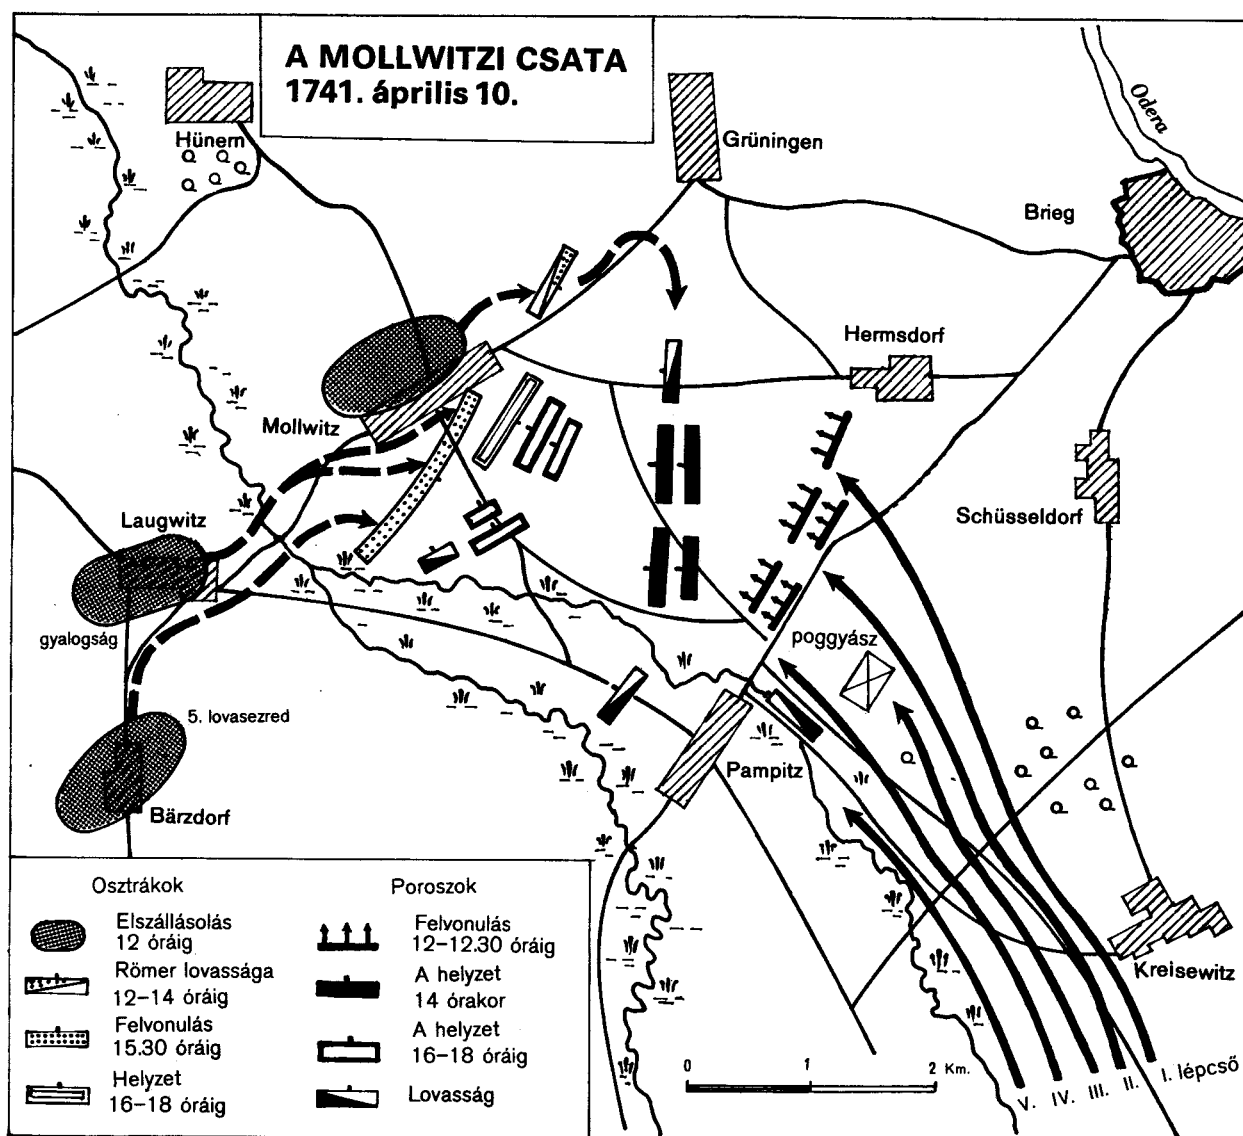 A MOLLWITZI CSATA
1741. április 10.
Hünern
Grüningen
Odera
Brieg
Hermsdorf
Mollwitz
Laugwitz
Schüsseldorf
gyalogság
poggyász
5. lovasezred
Pampitz
Bärzdorf
Kreisewitz
Osztrákok
Elszállásolás
12 óráig
Rőmer lovassága
12–14 óráig
Felvonulás
15.30 óráig
Helyzet
16–18 óráig
Poroszok
Felvonulás
12–12.30 óráig
A helyzet
14 órakor
A helyzet
16–18 óráig
Lovasság
0 1 2 Km.
V. IV. III. II. I. lépcső